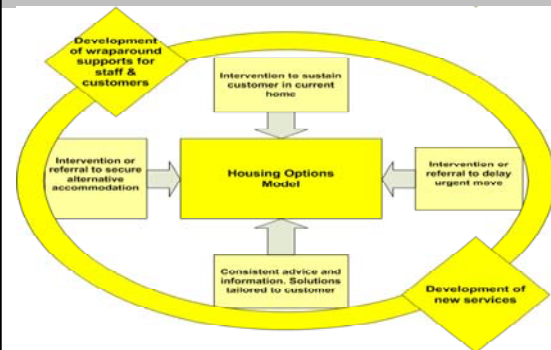 Development
of wraparound
supports for
staff &
customers
Intervention to sustain
customer in current
home
Intervention or
referral to secure
alternative
accommodation
Housing Options
Model
Intervention or
referral to delay
urgent move
Consistent advice and
information. Solutions
tailored to customer
Development of
new services